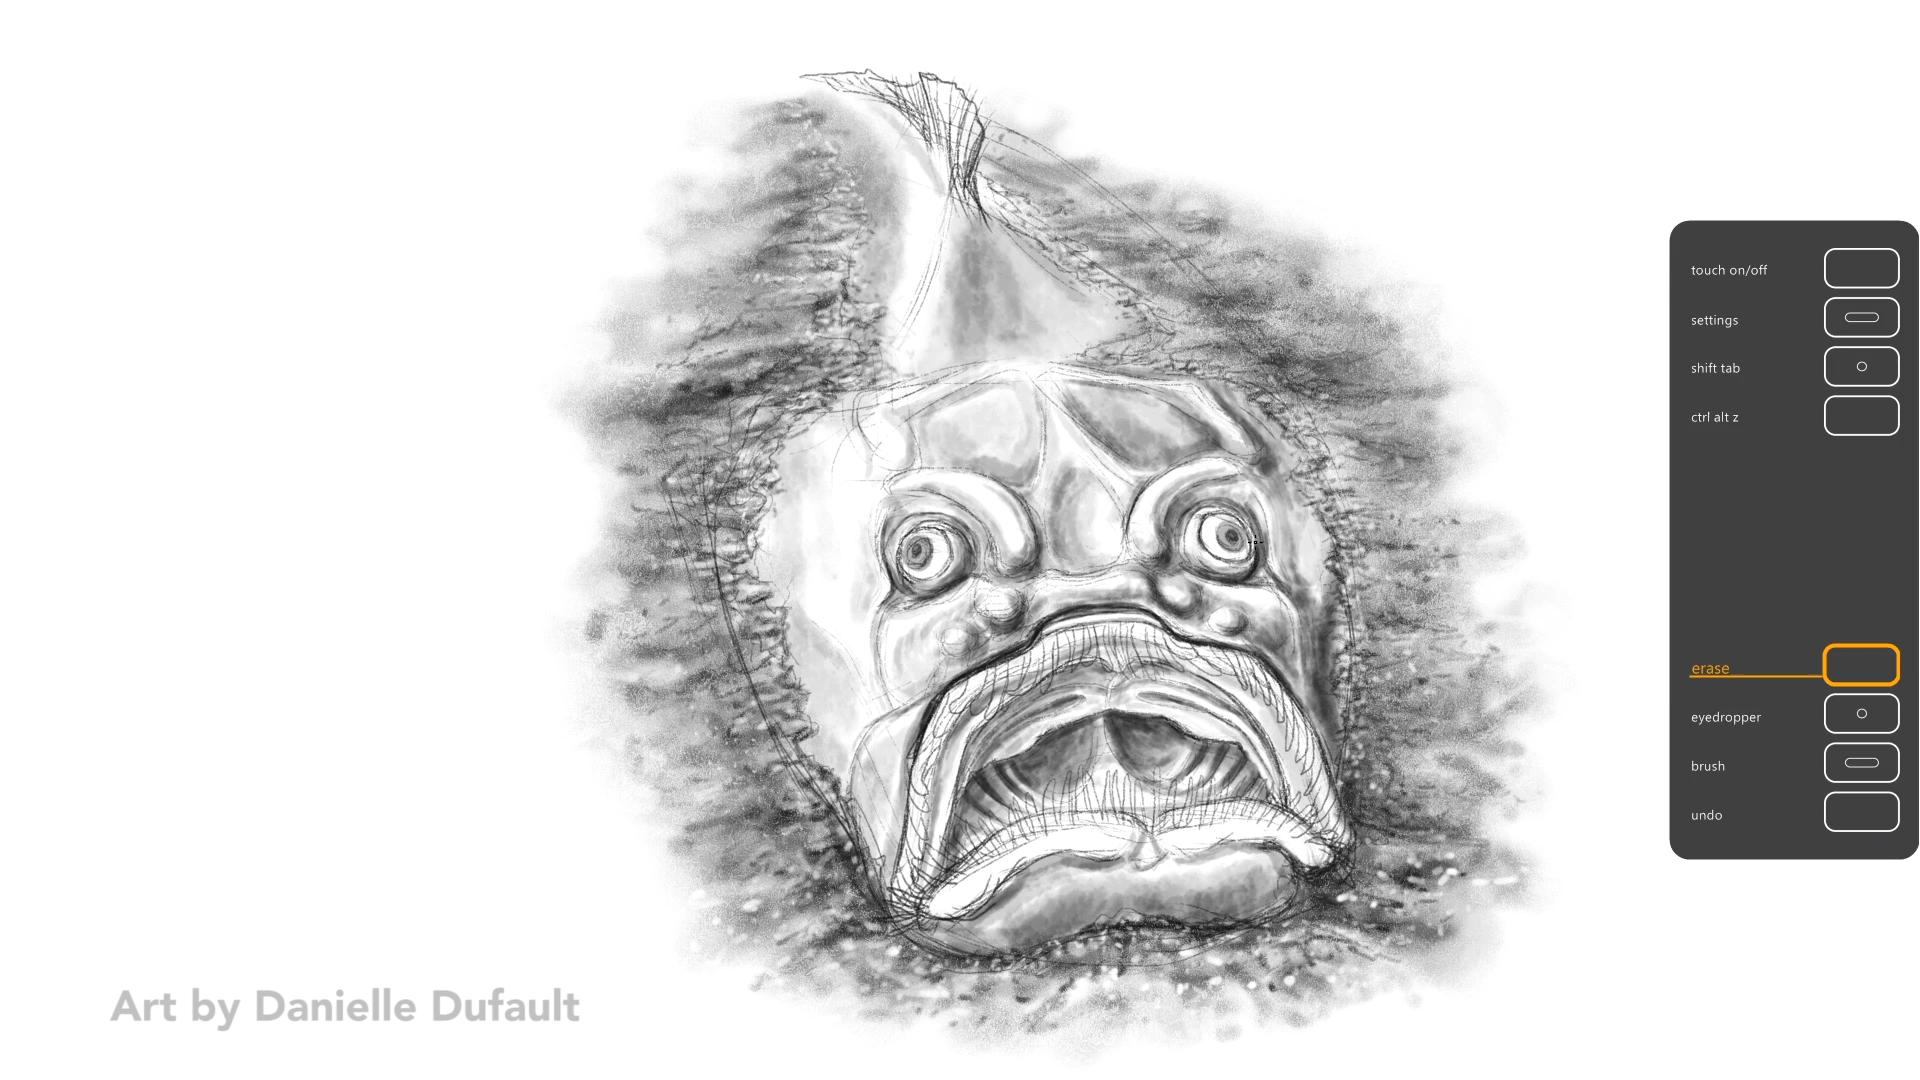 touch on/off
settings
shift tab
ctrl alt z
erase
eyedropper
brush
undo
Art by Danielle Dufault